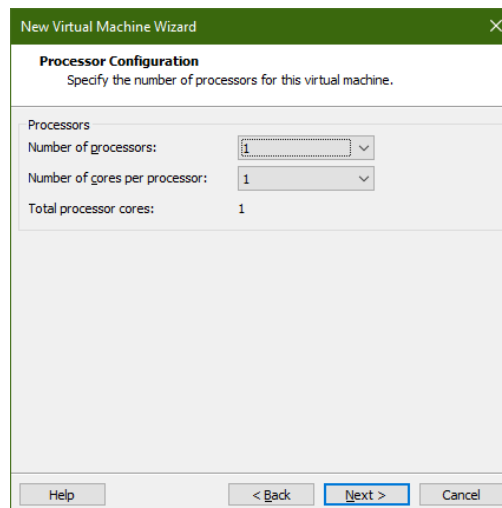 New Virtual Machine Wizard
Processor Configuration
Specify the number of processors for this virtual machine.
Processors
Number of processors: 1
Number of cores per processor: 1
Total processor cores: 1
Help < Back Next > Cancel